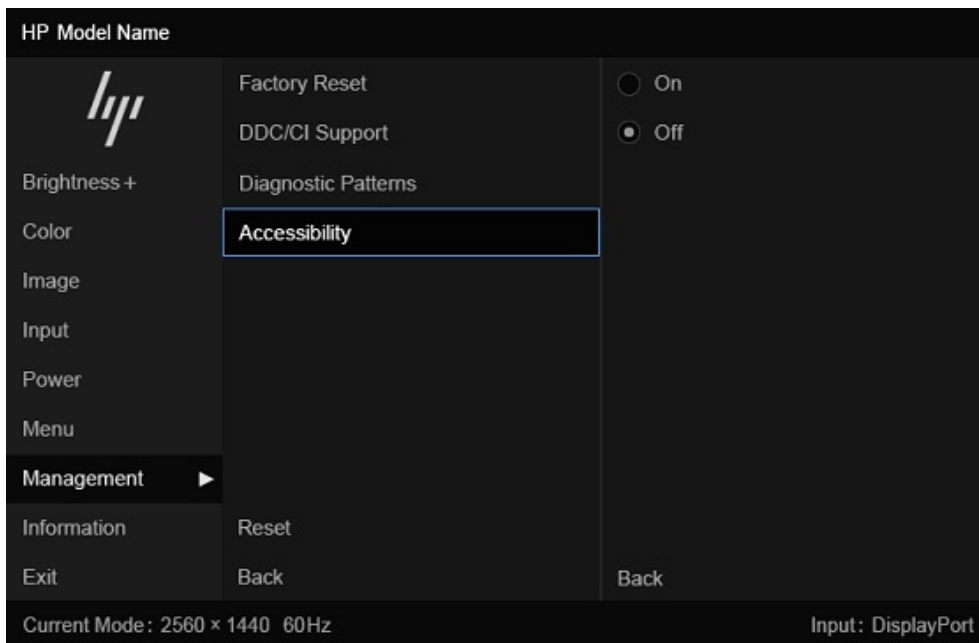 HP Model Name
hp
Brightness+
Color
Image
Input
Power
Menu
Management ▶
Information
Exit
Factory Reset
DDC/CI Support
Diagnostic Patterns
Accessibility
Reset
Back
On
Off
Back
Current Mode: 2560 × 1440 60Hz
Input: DisplayPort